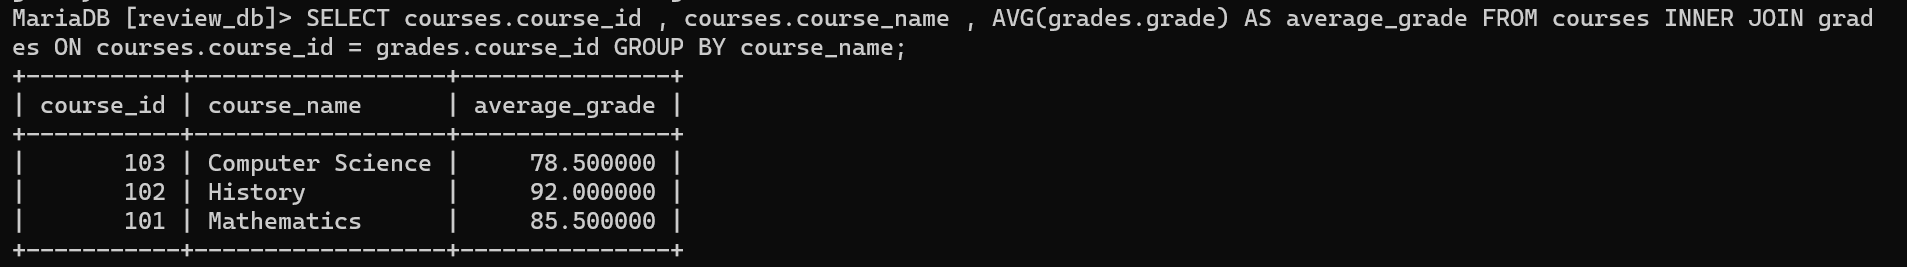 MariaDB [review_db]> SELECT courses.course_id , courses.course_name , AVG(grades.grade) AS average_grade FROM courses INNER JOIN grad
es ON courses.course_id = grades.course_id GROUP BY course_name;
+-----------+------------------+---------------+
| course_id | course_name      | average_grade |
+-----------+------------------+---------------+
|       103 | Computer Science |     78.500000 |
|       102 | History          |     92.000000 |
|       101 | Mathematics      |     85.500000 |
+-----------+------------------+---------------+